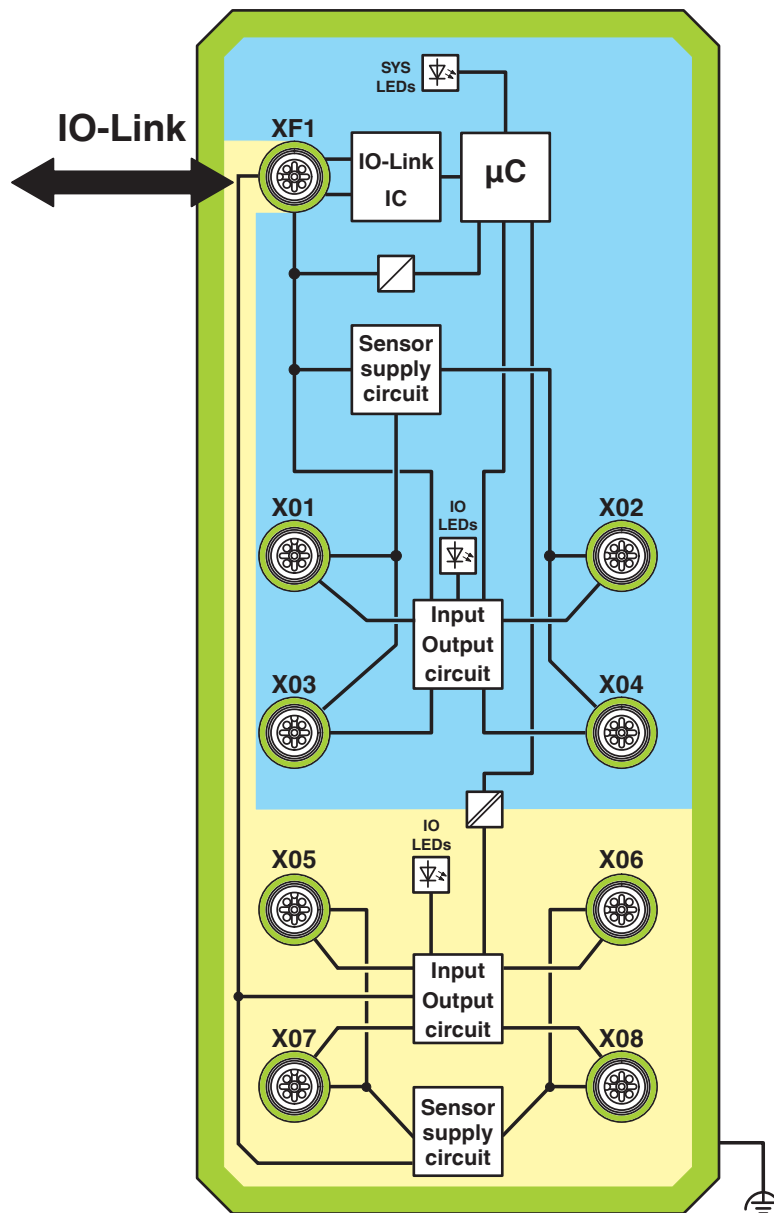 SYS
LEDs
IO-Link
XF1
IO-Link
IC
µC
Sensor
supply
circuit
X01
IO
LEDs
X02
Input
Output
circuit
X03
X04
IO
LEDs
X05
X06
Input
Output
circuit
X07
X08
Sensor
supply
circuit